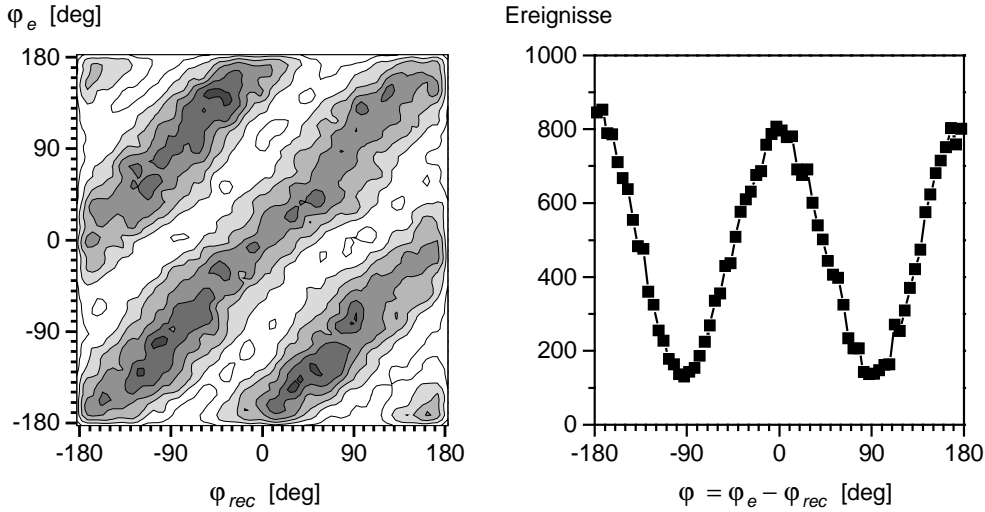 φe [deg]
180
90
0
-90
-180
-180 -90 0 90 180
φrec [deg]
Ereignisse
1000
800
600
400
200
0
-180 -90 0 90 180
φ = φe – φrec [deg]